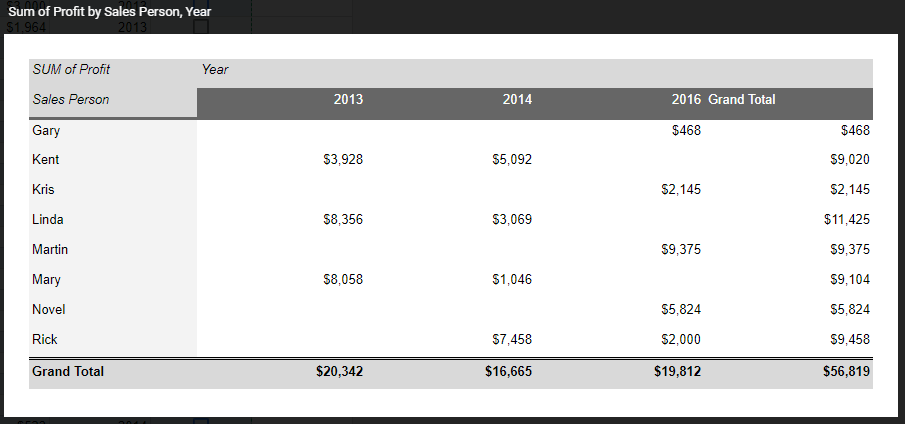 $3,000 2013
Sum of Profit by Sales Person, Year
$1,964 2013
SUM of Profit Year
Sales Person 2013 2014 2016 Grand Total
Gary $468 $468
Kent $3,928 $5,092 $9,020
Kris $2,145 $2,145
Linda $8,356 $3,069 $11,425
Martin $9,375 $9,375
Mary $8,058 $1,046 $9,104
Novel $5,824 $5,824
Rick $7,458 $2,000 $9,458
Grand Total $20,342 $16,665 $19,812 $56,819